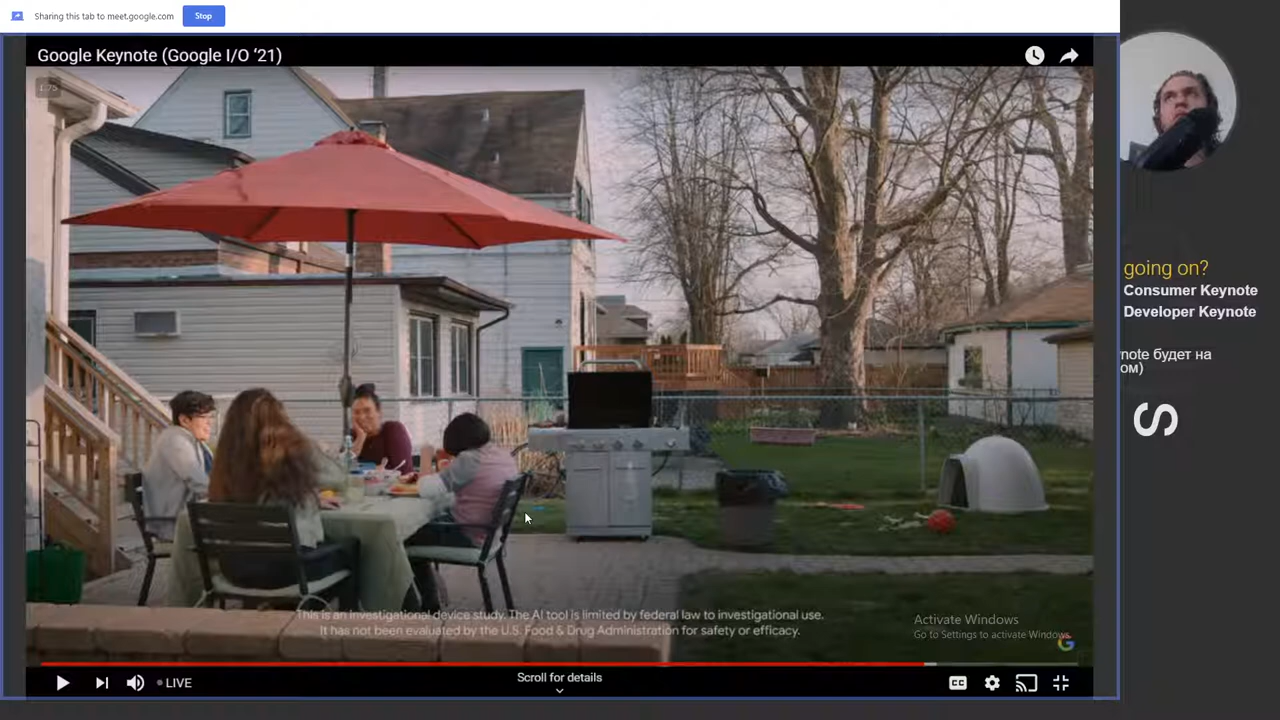 Sharing this tab to meet.google.com
Stop
Google Keynote (Google I/O ‘21)
1.75
going on?
Consumer Keynote
Developer Keynote
note будет на
ом)
S
This is an investigational device study. The AI tool is limited by federal law to investigational use.
It has not been evaluated by the U.S. Food & Drug Administration for safety or efficacy.
Activate Windows
Go to Settings to activate Windows.
LIVE
Scroll for details
CC